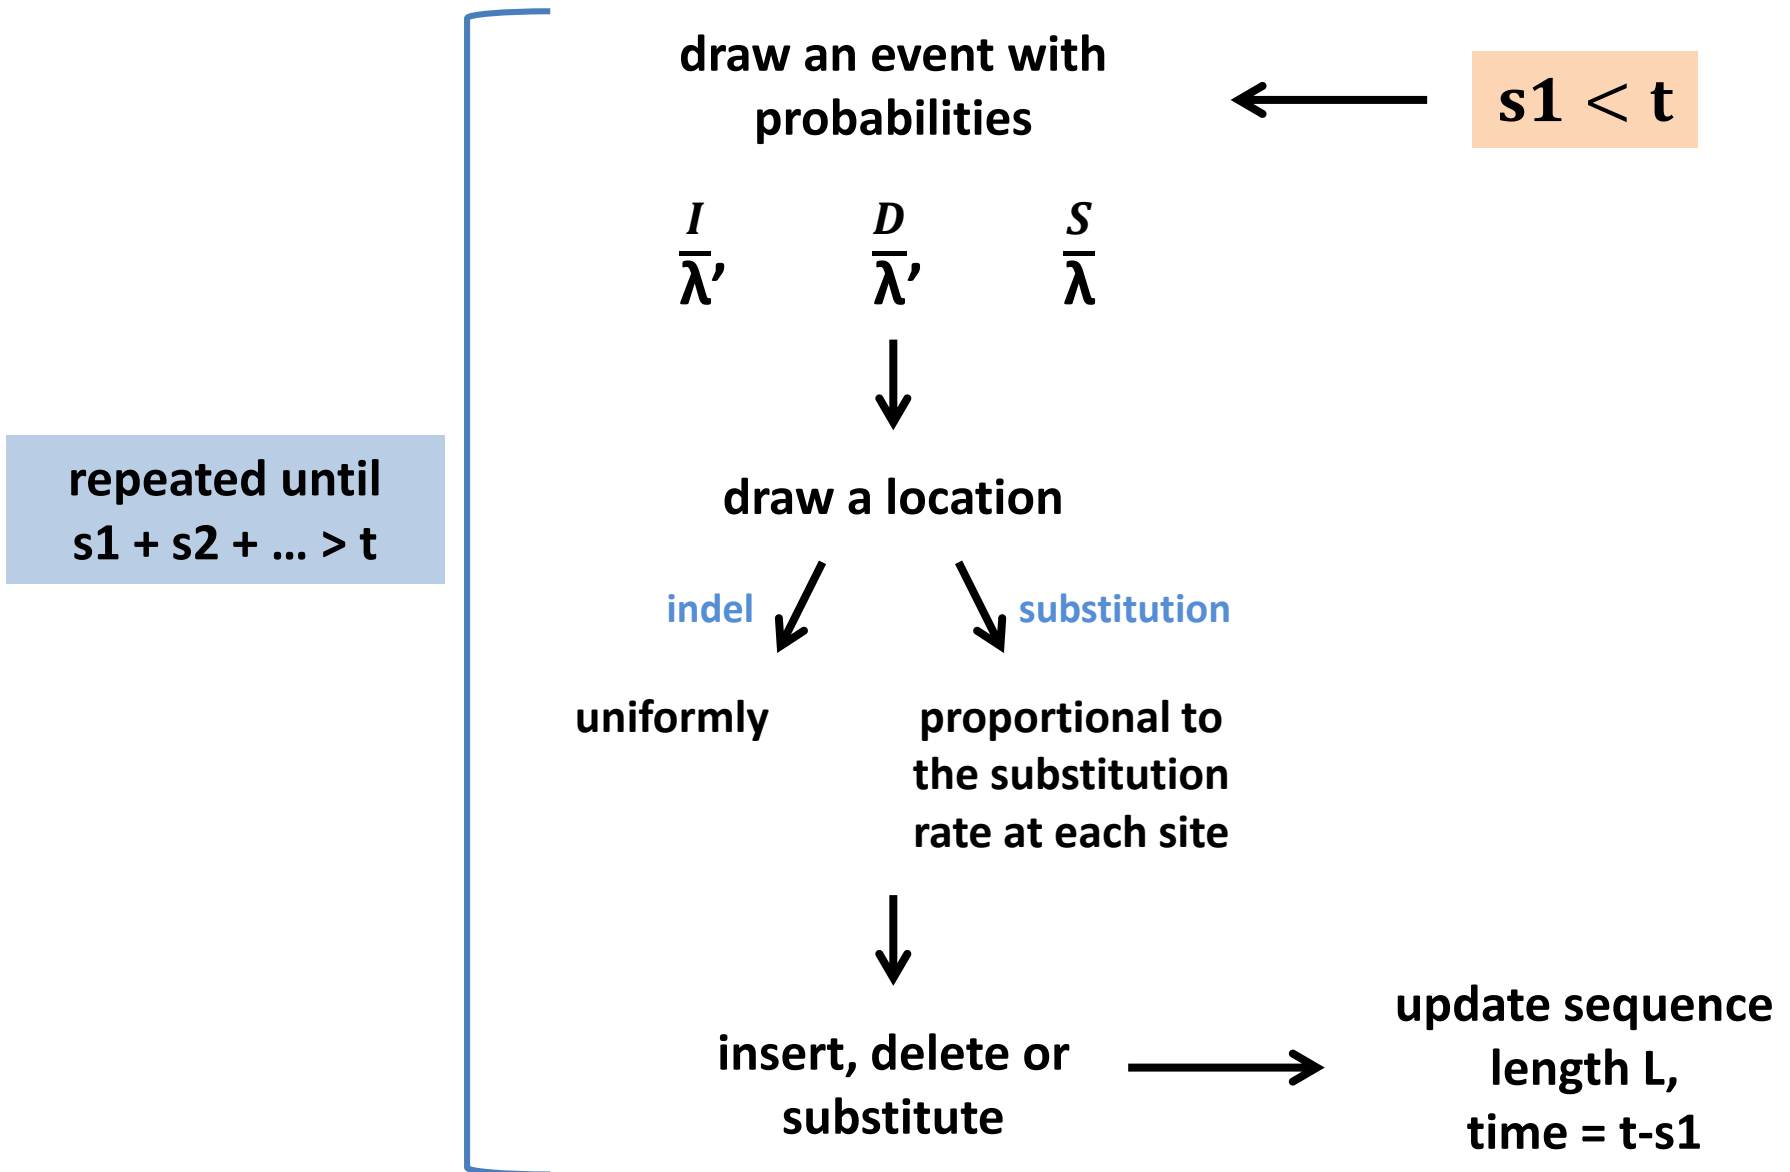 draw an event with
probabilities
s1 < t
I/λ, D/λ, S/λ
repeated until
s1 + s2 + ... > t
draw a location
indel
substitution
uniformly
proportional to
the substitution
rate at each site
insert, delete or
substitute
update sequence
length L,
time = t-s1